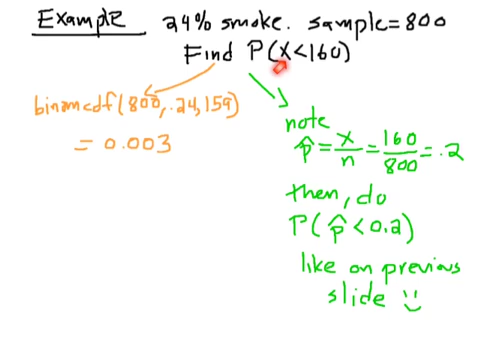 Example 24% smoke. sample=800
Find P(X<160)
binomcdf(800, .24, 159)
= 0.003
note
p̂ = x/n = 160/800 = .2
then, do
P(p̂ < 0.2)
like on previous
slide :)